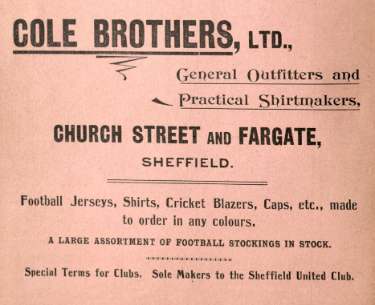 COLE BROTHERS, LTD.,
General Outfitters and
Practical Shirtmakers,
CHURCH STREET AND FARGATE,
SHEFFIELD.
Football Jerseys, Shirts, Cricket Blazers, Caps, etc., made
to order in any colours.
A LARGE ASSORTMENT OF FOOTBALL STOCKINGS IN STOCK.
Special Terms for Clubs. Sole Makers to the Sheffield United Club.